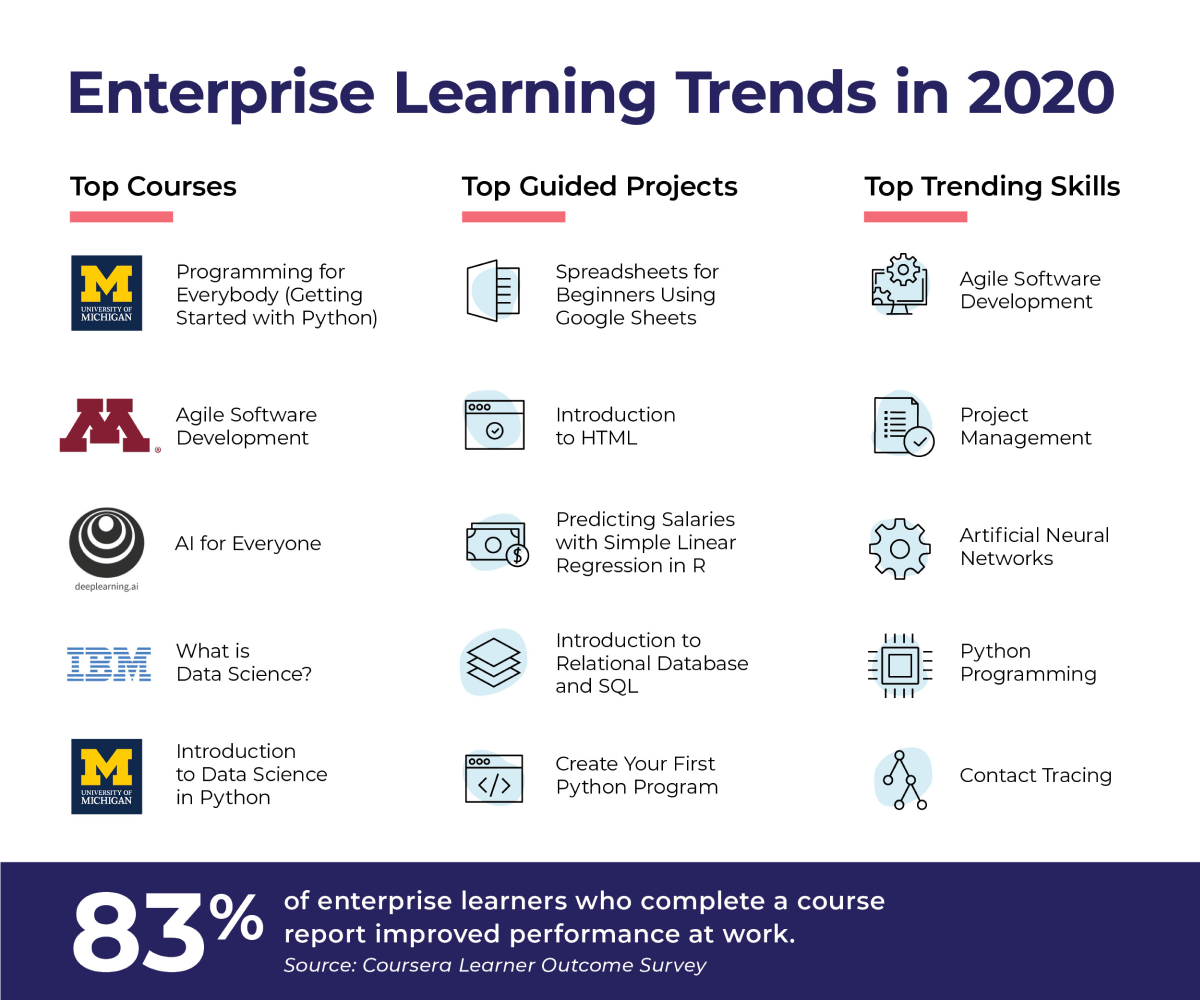 Enterprise Learning Trends in 2020
Top Courses
UNIVERSITY OF
MICHIGAN
Programming for
Everybody (Getting
Started with Python)
M
®
Agile Software
Development
deeplearning.ai
AI for Everyone
IBM
What is
Data Science?
M
UNIVERSITY OF
MICHIGAN
Introduction
to Data Science
in Python
Top Guided Projects
Spreadsheets for
Beginners Using
Google Sheets
Introduction
to HTML
$
Predicting Salaries
with Simple Linear
Regression in R
Introduction to
Relational Database
and SQL
</>
Create Your First
Python Program
Top Trending Skills
Agile Software
Development
Project
Management
Artificial Neural
Networks
Python
Programming
Contact Tracing
83%
of enterprise learners who complete a course
report improved performance at work.
Source: Coursera Learner Outcome Survey